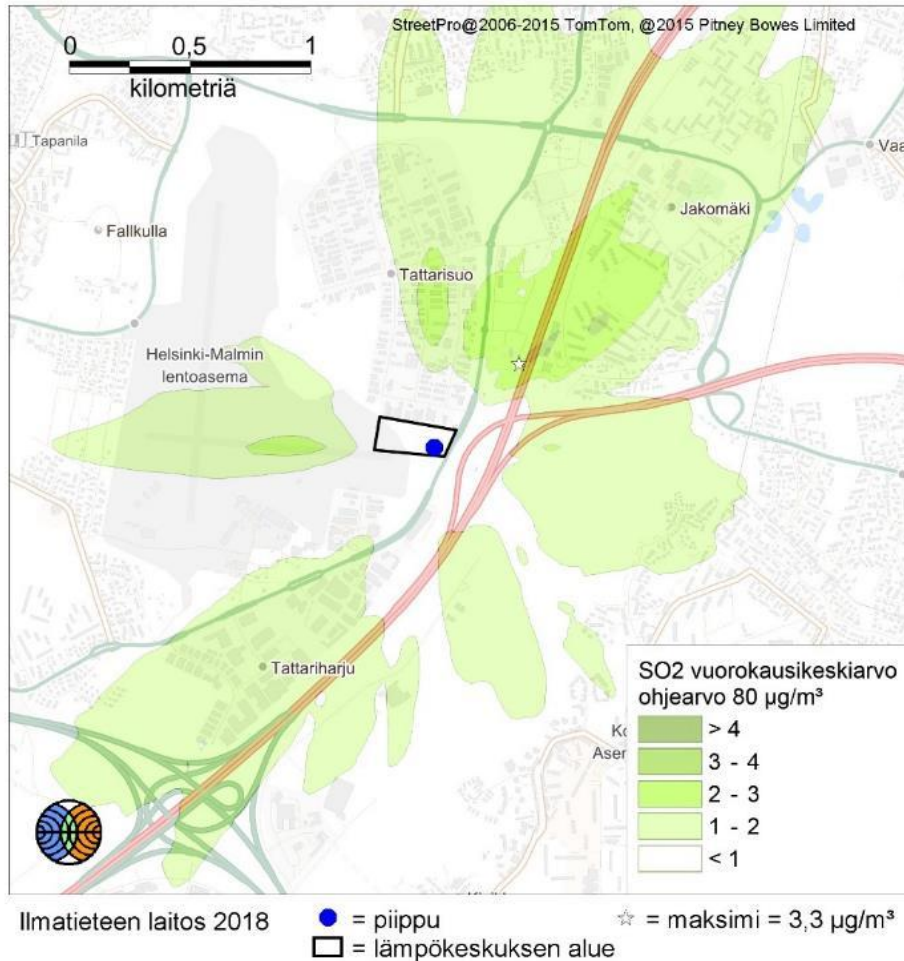 StreetPro@2006-2015 TomTom, @2015 Pitney Bowes Limited
0 0,5 1
kilometriä
Tapanila
Vaa
Fallkulla
Jakomäki
Tattarisuo
Helsinki-Malmin
lentoasema
Tattariharju
SO2 vuorokausikeskiarvo
ohjearvo 80 µg/m³
> 4
3 - 4
2 - 3
1 - 2
< 1
Ko
Asem
Ilmatieteen laitos 2018
= piippu
= maksimi = 3,3 µg/m³
= lämpökeskuksen alue